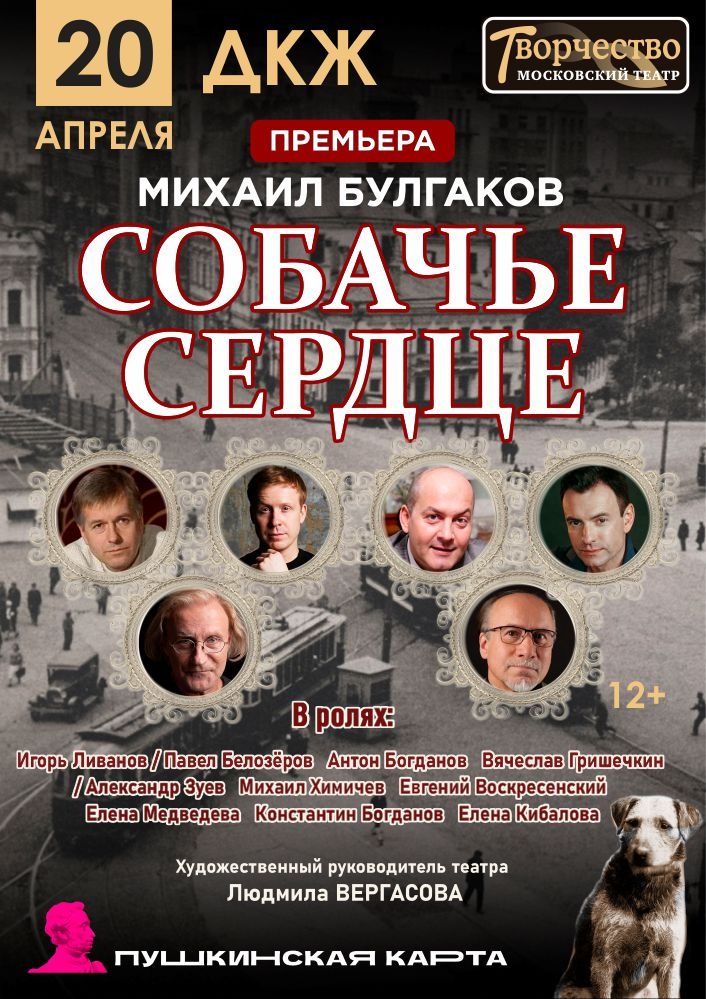 20
АПРЕЛЯ
ДКЖ
Творчество
МОСКОВСКИЙ ТЕАТР
ПРЕМЬЕРА
МИХАИЛ БУЛГАКОВ
СОБАЧЬЕ
СЕРДЦЕ
12+
В ролях:
Игорь Ливанов / Павел Белозёров Антон Богданов Вячеслав Гришечкин
/ Александр Зуев Михаил Химичев Евгений Воскресенский
Елена Медведева Константин Богданов Елена Кибалова
Художественный руководитель театра
Людмила ВЕРГАСОВА
ПУШКИНСКАЯ КАРТА